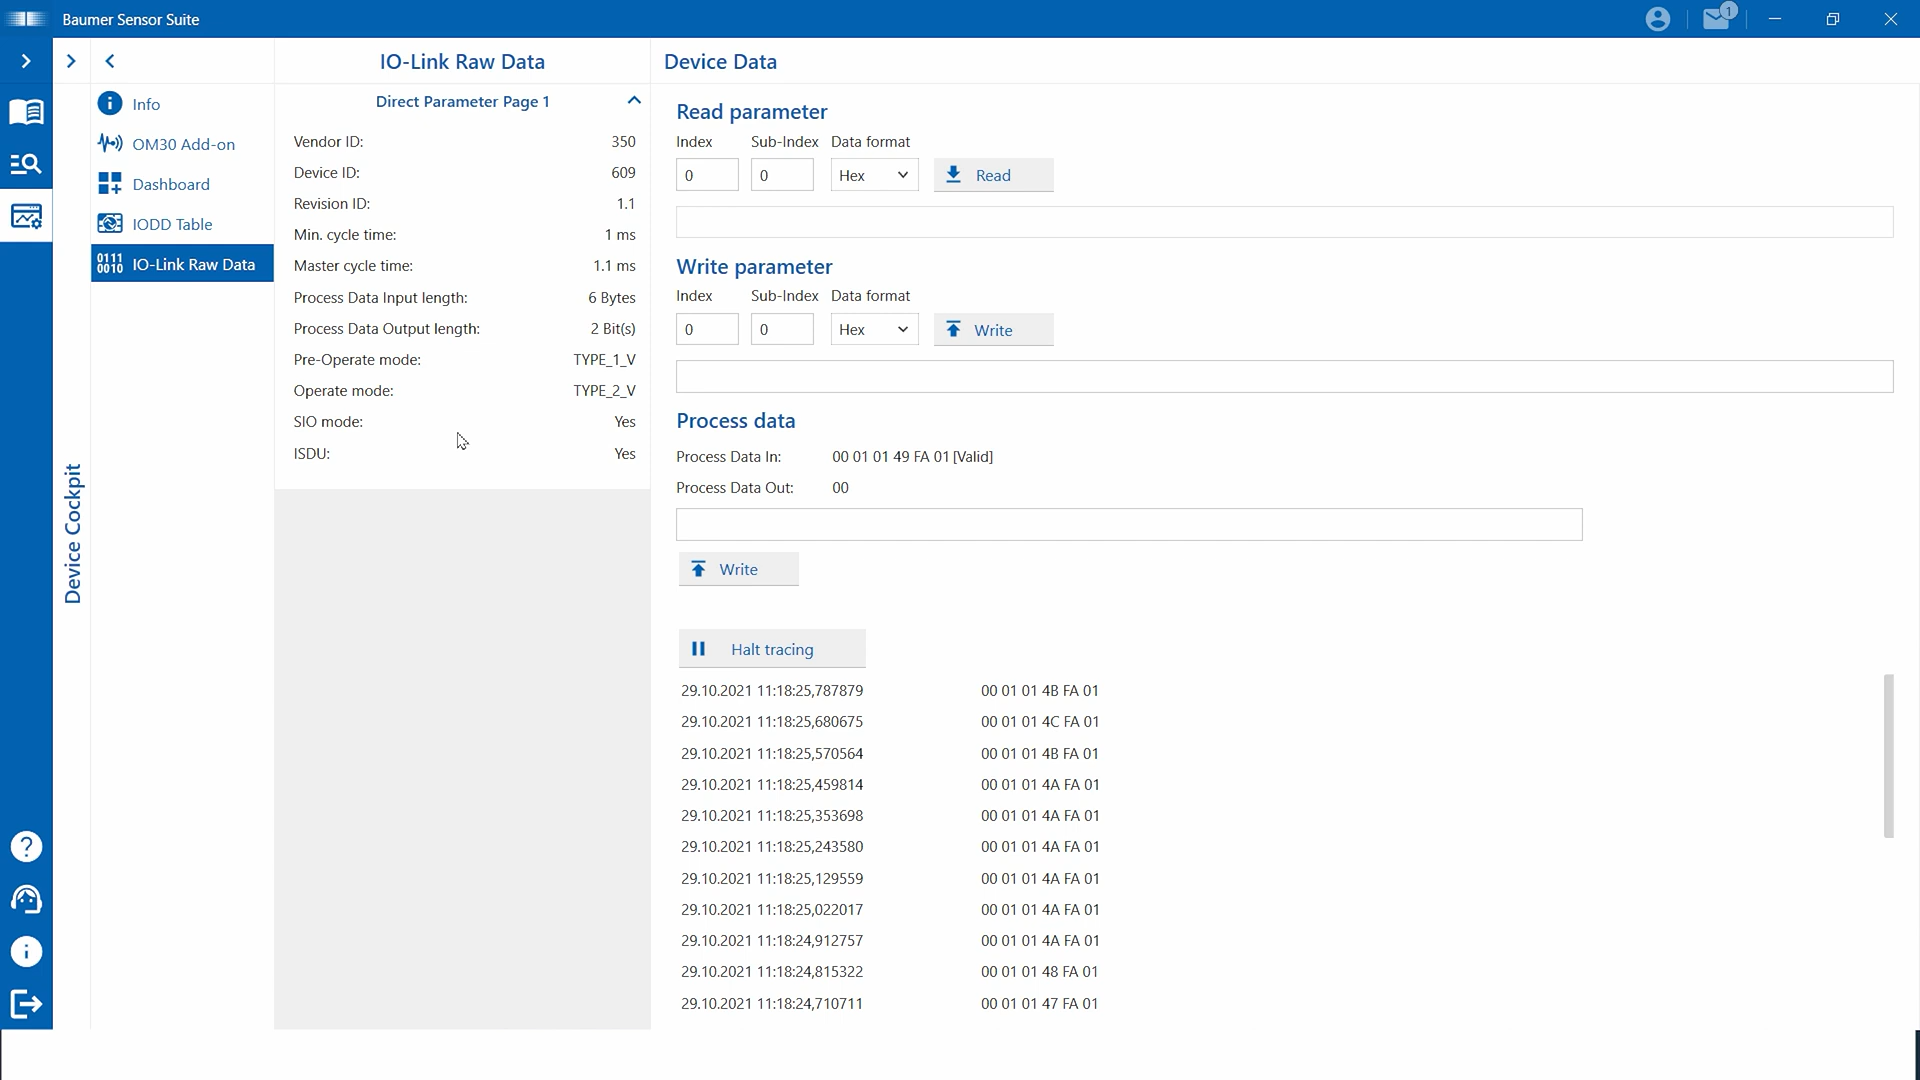 Baumer Sensor Suite
1
IO-Link Raw Data
Device Data
Info
OM30 Add-on
Dashboard
IODD Table
0111
0010
IO-Link Raw Data
Device Cockpit
Direct Parameter Page 1
Vendor ID: 350
Device ID: 609
Revision ID: 1.1
Min. cycle time: 1 ms
Master cycle time: 1.1 ms
Process Data Input length: 6 Bytes
Process Data Output length: 2 Bit(s)
Pre-Operate mode: TYPE_1_V
Operate mode: TYPE_2_V
SIO mode: Yes
ISDU: Yes
Read parameter
Index Sub-Index Data format
0 0 Hex Read
Write parameter
Index Sub-Index Data format
0 0 Hex Write
Process data
Process Data In: 00 01 01 49 FA 01 [Valid]
Process Data Out: 00
Write
Halt tracing
29.10.2021 11:18:25,787879 00 01 01 4B FA 01
29.10.2021 11:18:25,680675 00 01 01 4C FA 01
29.10.2021 11:18:25,570564 00 01 01 4B FA 01
29.10.2021 11:18:25,459814 00 01 01 4A FA 01
29.10.2021 11:18:25,353698 00 01 01 4A FA 01
29.10.2021 11:18:25,243580 00 01 01 4A FA 01
29.10.2021 11:18:25,129559 00 01 01 4A FA 01
29.10.2021 11:18:25,022017 00 01 01 4A FA 01
29.10.2021 11:18:24,912757 00 01 01 4A FA 01
29.10.2021 11:18:24,815322 00 01 01 48 FA 01
29.10.2021 11:18:24,710711 00 01 01 47 FA 01